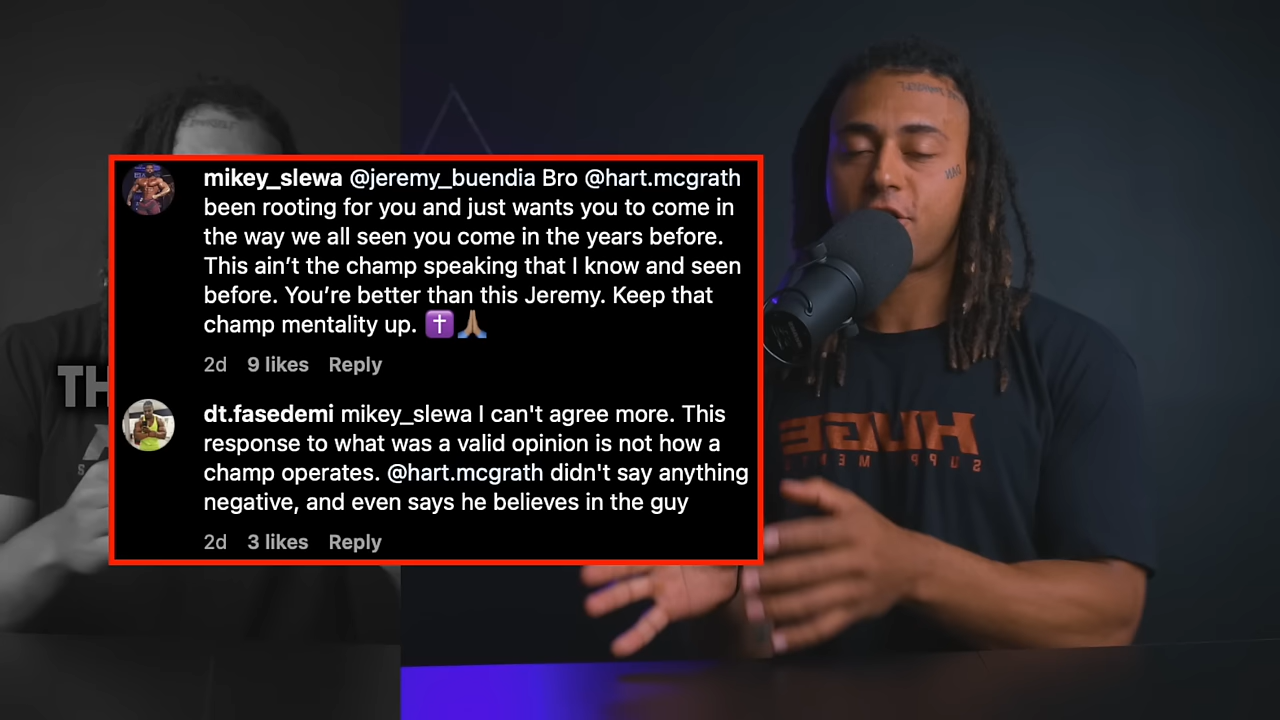 mikey_slewa @jeremy_buendia Bro @hart.mcgrath
been rooting for you and just wants you to come in
the way we all seen you come in the years before.
This ain’t the champ speaking that I know and seen
before. You’re better than this Jeremy. Keep that
champ mentality up. ✝️🙏🏽
2d 9 likes Reply
dt.fasedemi mikey_slewa I can't agree more. This
response to what was a valid opinion is not how a
champ operates. @hart.mcgrath didn't say anything
negative, and even says he believes in the guy
2d 3 likes Reply
TH
HUGE